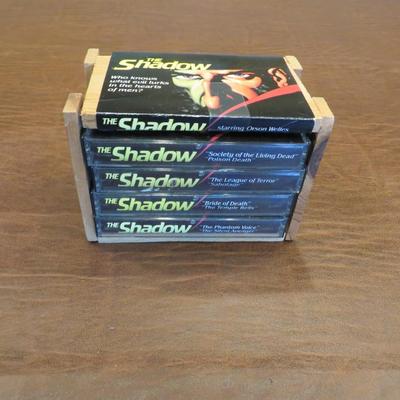 THE
Shadow
Who knows
what evil lurks
in the hearts
of men?
THE Shadow Starring Orson Welles
THE Shadow "Society of the Living Dead"
Poison Death"
THE Shadow "The League of Terror"
Sabotage
THE Shadow "Bride of Death"
The Temple Bells"
THE Shadow "The Phantom Voice"
The Silent Avenger